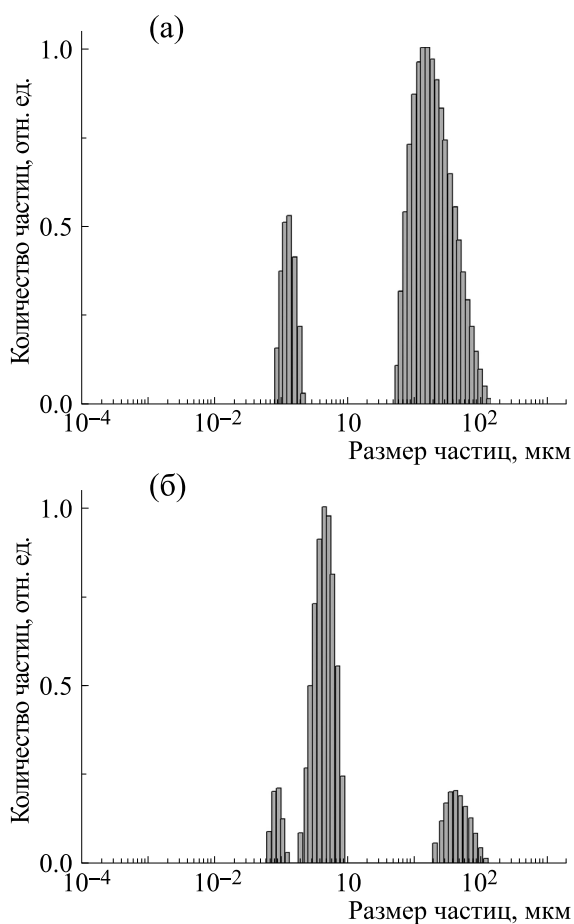 (а)
Количество частиц, отн. ед.
1.0
0.5
0.0
10−4 10−2 10 102
Размер частиц, мкм
(б)
Количество частиц, отн. ед.
1.0
0.5
0.0
10−4 10−2 10 102
Размер частиц, мкм